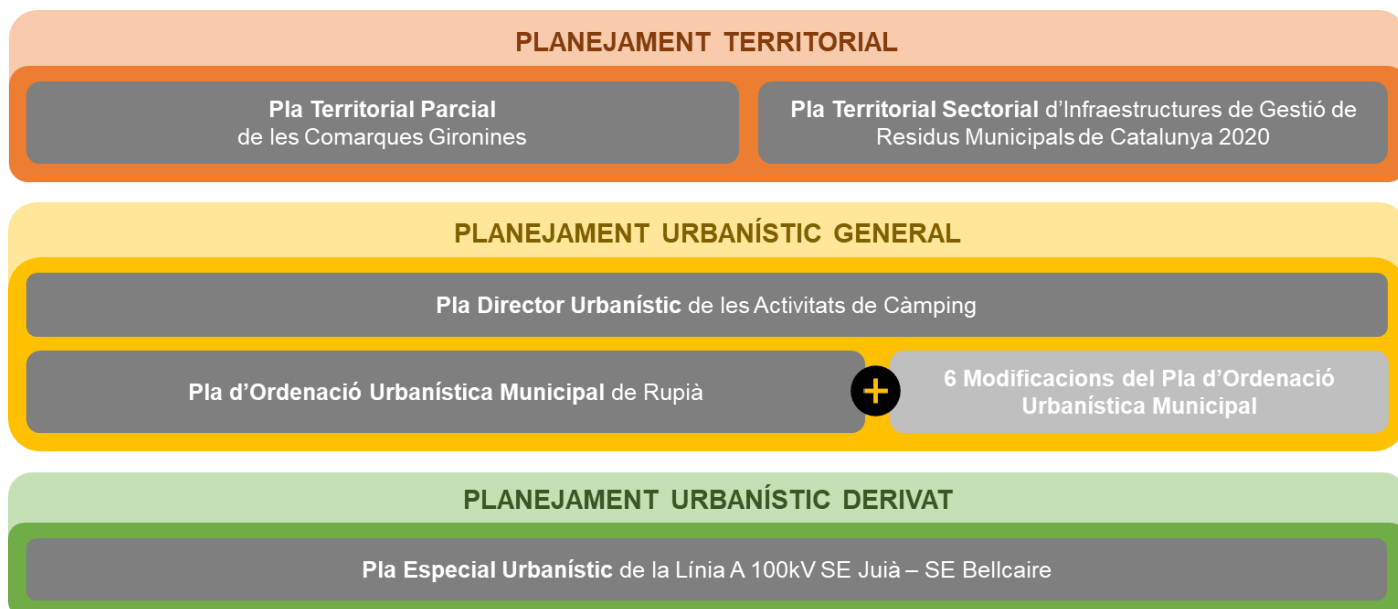 PLANEJAMENT TERRITORIAL
Pla Territorial Parcial
de les Comarques Gironines
Pla Territorial Sectorial d’Infraestructures de Gestió de
Residus Municipals de Catalunya 2020
PLANEJAMENT URBANÍSTIC GENERAL
Pla Director Urbanístic de les Activitats de Càmping
Pla d’Ordenació Urbanística Municipal de Rupià
+
6 Modificacions del Pla d’Ordenació
Urbanística Municipal
PLANEJAMENT URBANÍSTIC DERIVAT
Pla Especial Urbanístic de la Línia A 100kV SE Juià – SE Bellcaire